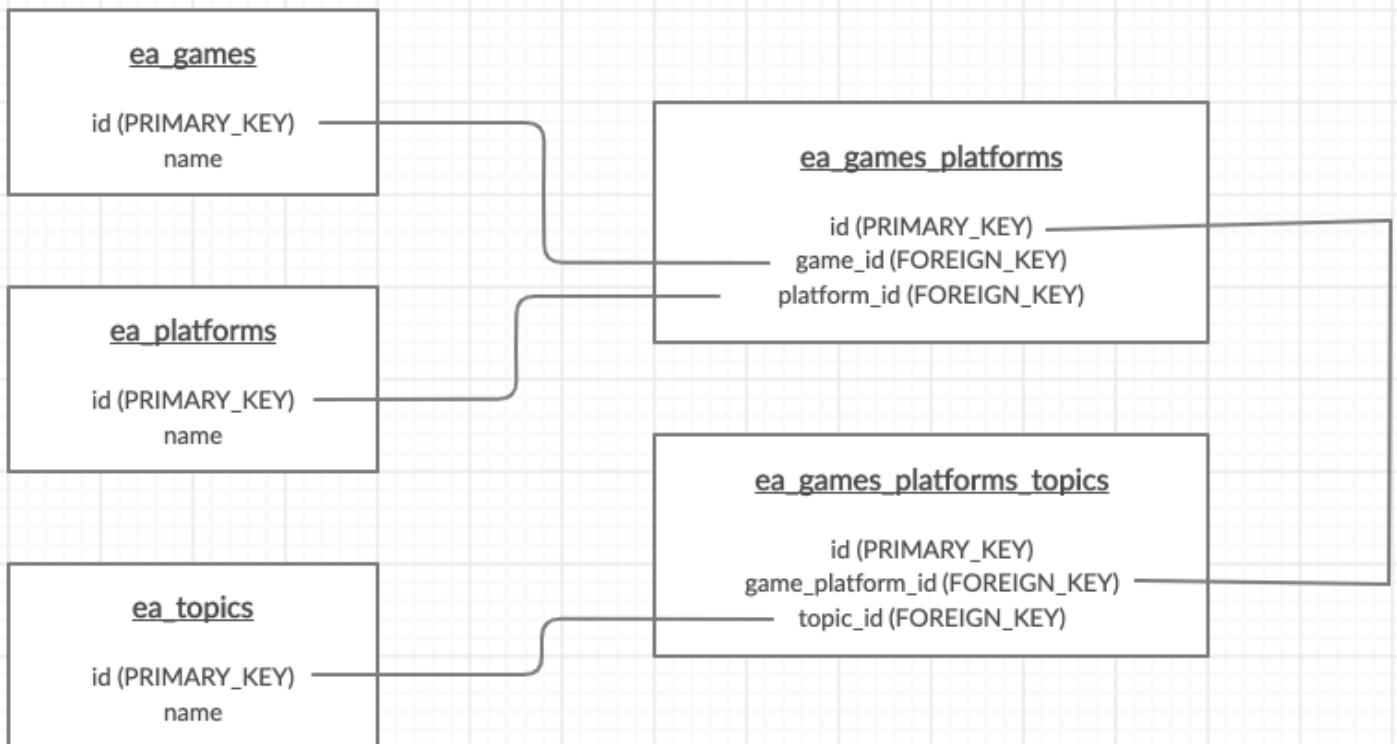 ea_games
id (PRIMARY_KEY)
name
ea_platforms
id (PRIMARY_KEY)
name
ea_topics
id (PRIMARY_KEY)
name
ea_games_platforms
id (PRIMARY_KEY)
game_id (FOREIGN_KEY)
platform_id (FOREIGN_KEY)
ea_games_platforms_topics
id (PRIMARY_KEY)
game_platform_id (FOREIGN_KEY)
topic_id (FOREIGN_KEY)